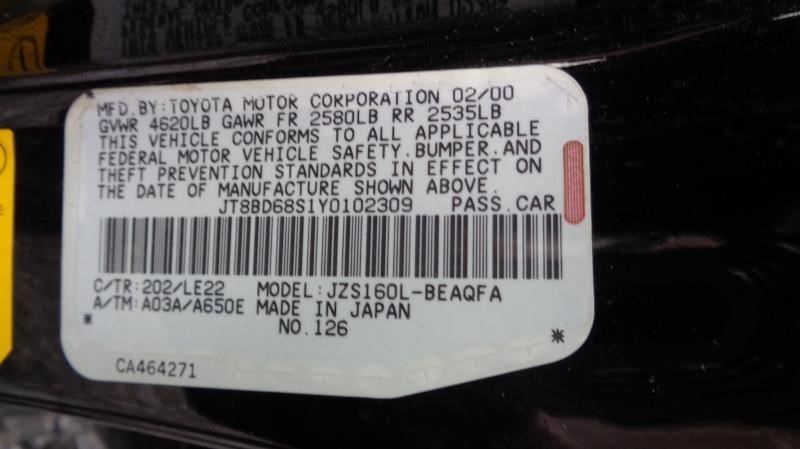 MFD. BY: TOYOTA MOTOR CORPORATION 02/00
GVWR 4620LB GAWR FR 2580LB RR 2535LB
THIS VEHICLE CONFORMS TO ALL APPLICABLE
FEDERAL MOTOR VEHICLE SAFETY, BUMPER, AND
THEFT PREVENTION STANDARDS IN EFFECT ON
THE DATE OF MANUFACTURE SHOWN ABOVE.
JT8BD68S1Y0102309 PASS. CAR
C/TR: 202/LE22 MODEL: JZS160L-BEAQFA
A/TM: A03A/A650E MADE IN JAPAN
* NO. 126 *
CA464271